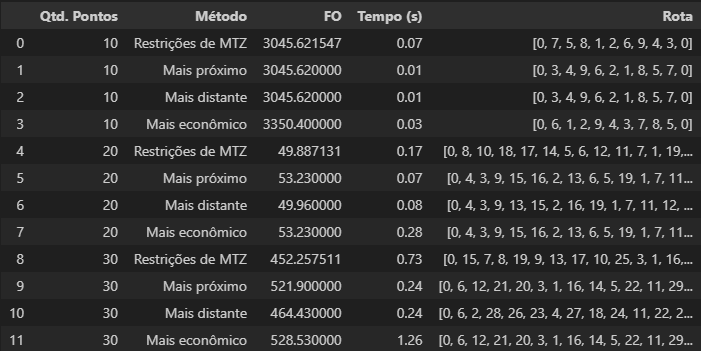 Qtd. Pontos Método FO Tempo (s) Rota
0 10 Restrições de MTZ 3045.621547 0.07 [0, 7, 5, 8, 1, 2, 6, 9, 4, 3, 0]
1 10 Mais próximo 3045.620000 0.01 [0, 3, 4, 9, 6, 2, 1, 8, 5, 7, 0]
2 10 Mais distante 3045.620000 0.01 [0, 3, 4, 9, 6, 2, 1, 8, 5, 7, 0]
3 10 Mais econômico 3350.400000 0.03 [0, 6, 1, 2, 9, 4, 3, 7, 8, 5, 0]
4 20 Restrições de MTZ 49.887131 0.17 [0, 8, 10, 18, 17, 14, 5, 6, 12, 11, 7, 1, 19,...
5 20 Mais próximo 53.230000 0.07 [0, 4, 3, 9, 15, 16, 2, 13, 6, 5, 19, 1, 7, 11...
6 20 Mais distante 49.960000 0.08 [0, 4, 3, 9, 13, 15, 2, 16, 19, 1, 7, 11, 12, ...
7 20 Mais econômico 53.230000 0.28 [0, 4, 3, 9, 15, 16, 2, 13, 6, 5, 19, 1, 7, 11...
8 30 Restrições de MTZ 452.257511 0.73 [0, 15, 7, 8, 19, 9, 13, 17, 10, 25, 3, 1, 16,...
9 30 Mais próximo 521.900000 0.24 [0, 6, 12, 21, 20, 3, 1, 16, 14, 5, 22, 11, 29...
10 30 Mais distante 464.430000 0.24 [0, 6, 2, 28, 26, 23, 4, 27, 18, 24, 11, 22, 2...
11 30 Mais econômico 528.530000 1.26 [0, 6, 12, 21, 20, 3, 1, 16, 14, 5, 22, 11, 29...